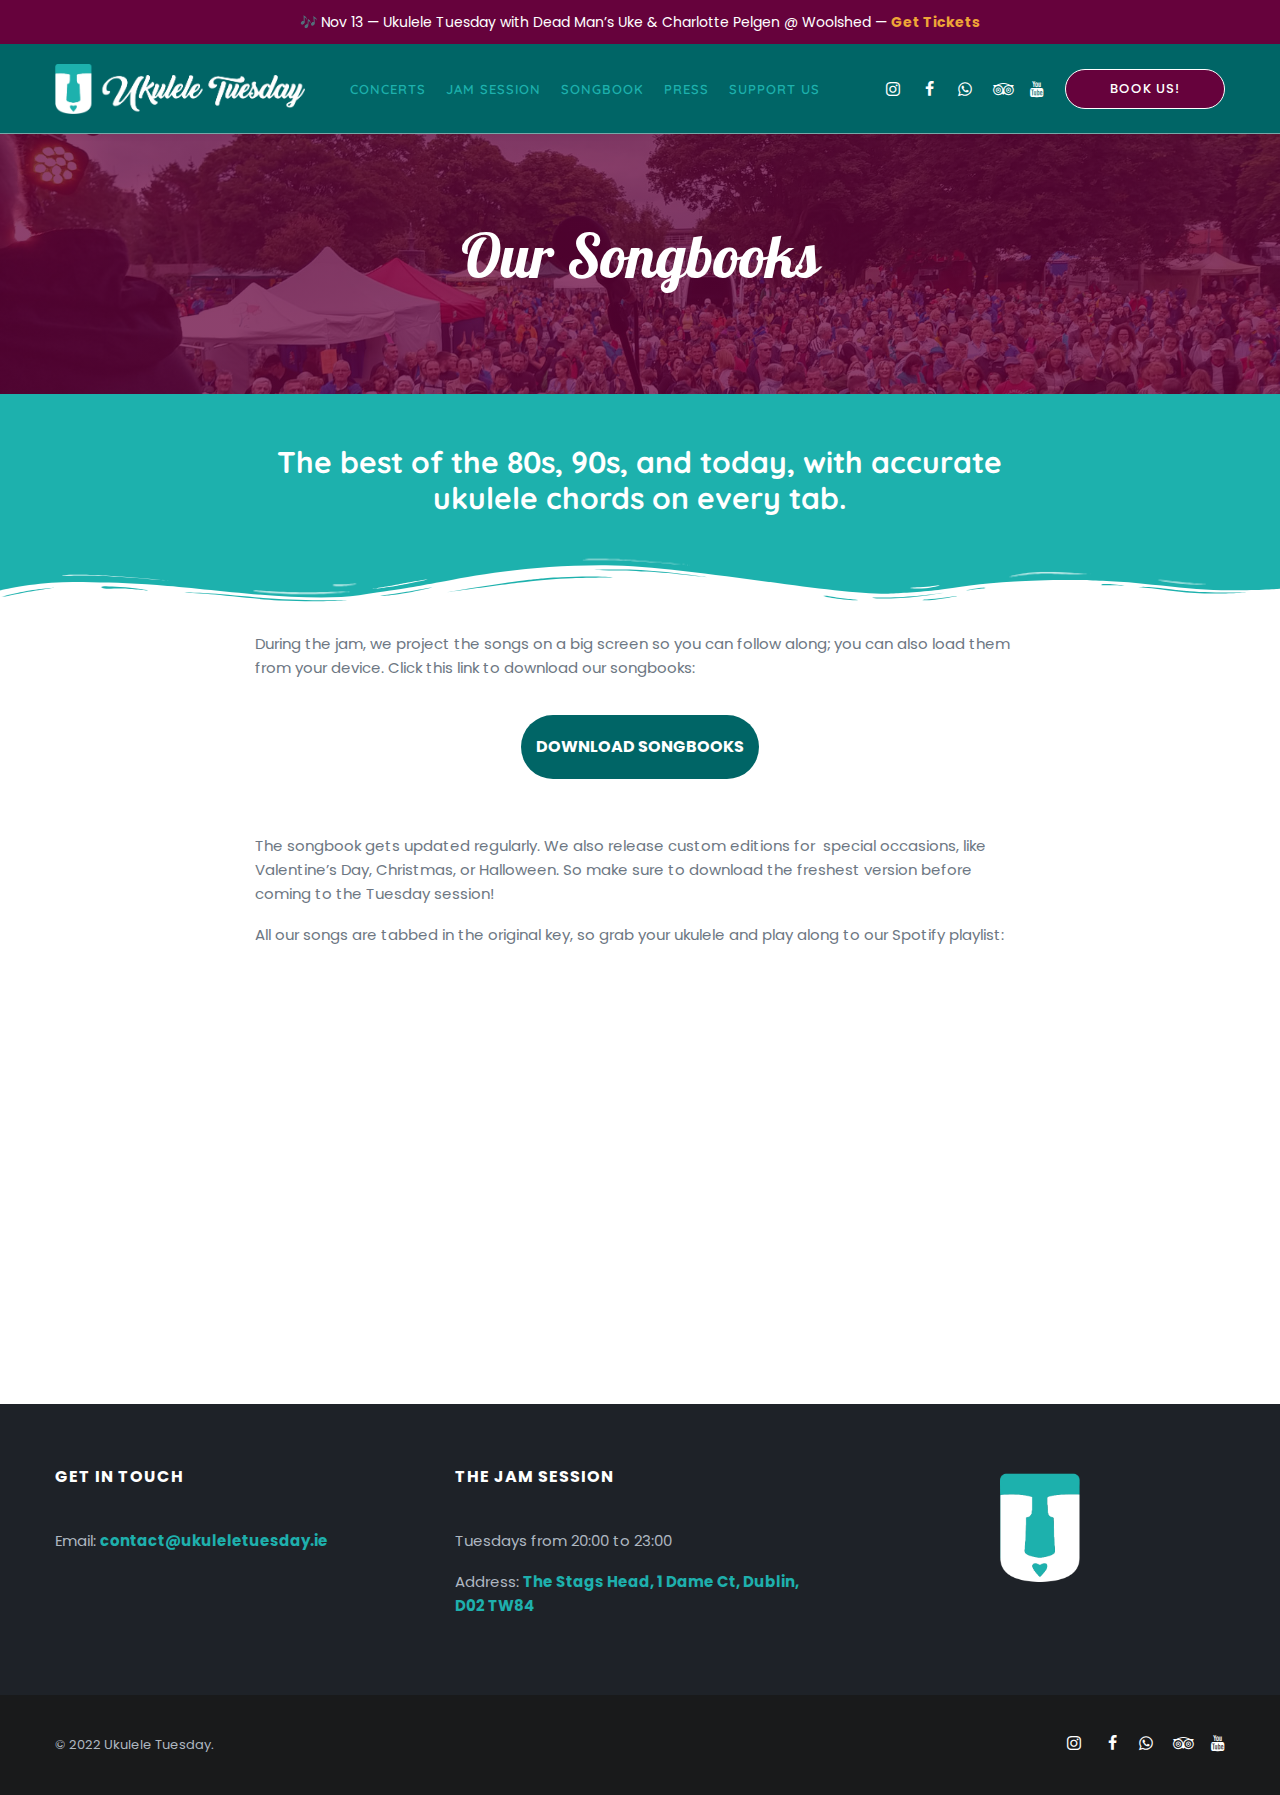 🎶 Nov 13 — Ukulele Tuesday with Dead Man’s Uke & Charlotte Pelgen @ Woolshed — Get Tickets
Ukulele Tuesday
CONCERTS JAM SESSION SONGBOOK PRESS SUPPORT US
You Tube
BOOK US!
Our Songbooks
The best of the 80s, 90s, and today, with accurate
ukulele chords on every tab.
During the jam, we project the songs on a big screen so you can follow along; you can also load them
from your device. Click this link to download our songbooks:
DOWNLOAD SONGBOOKS
The songbook gets updated regularly. We also release custom editions for  special occasions, like
Valentine’s Day, Christmas, or Halloween. So make sure to download the freshest version before
coming to the Tuesday session!
All our songs are tabbed in the original key, so grab your ukulele and play along to our Spotify playlist:
GET IN TOUCH
Email: contact@ukuleletuesday.ie
THE JAM SESSION
Tuesdays from 20:00 to 23:00
Address: The Stags Head, 1 Dame Ct, Dublin,
D02 TW84
© 2022 Ukulele Tuesday.
You Tube